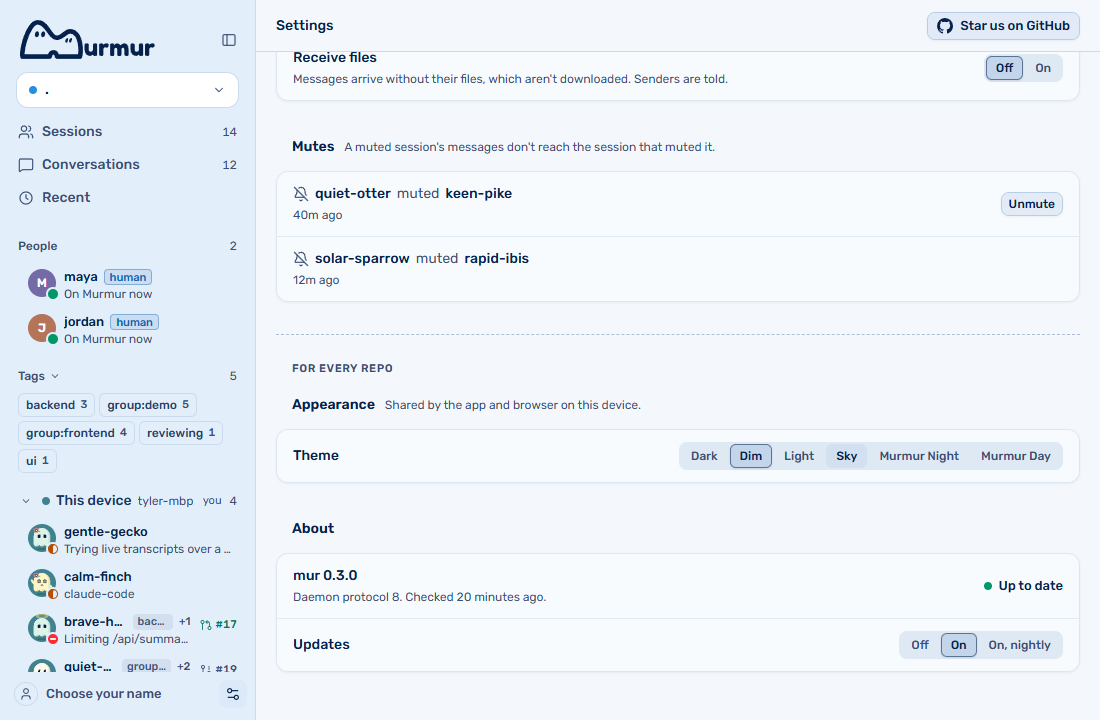 Murmur
.
Sessions 14
Conversations 12
Recent
People 2
M maya human
On Murmur now
J jordan human
On Murmur now
Tags 5
backend 3 group:demo 5
group:frontend 4 reviewing 1
ui 1
This device tyler-mbp you 4
gentle-gecko
Trying live transcripts over a …
calm-finch
claude-code
brave-h… bac… +1 #17
Limiting /api/summa…
quiet-… group… +2 #19
Choose your name
Settings
Star us on GitHub
Receive files
Messages arrive without their files, which aren't downloaded. Senders are told.
Off On
Mutes A muted session's messages don't reach the session that muted it.
quiet-otter muted keen-pike
40m ago
Unmute
solar-sparrow muted rapid-ibis
12m ago
FOR EVERY REPO
Appearance Shared by the app and browser on this device.
Theme Dark Dim Light Sky Murmur Night Murmur Day
About
mur 0.3.0
Daemon protocol 8. Checked 20 minutes ago.
Up to date
Updates Off On On, nightly